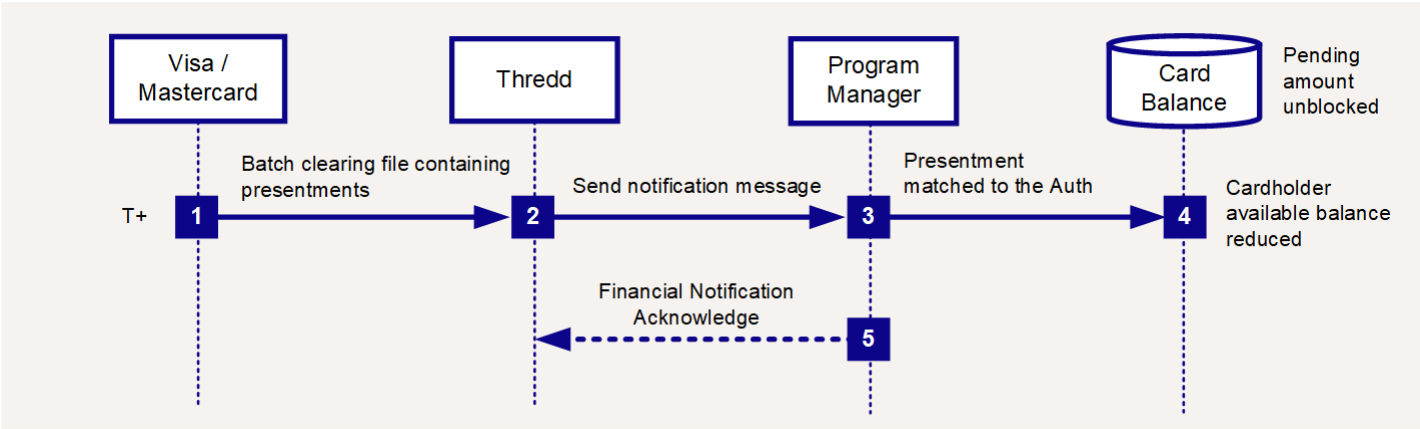 Visa /
Mastercard
Thredd
Program
Manager
Card
Balance
Pending
amount
unblocked
Batch clearing file containing
presentments
Send notification message
Presentment
matched to the Auth
T+
1
2
3
4
Cardholder
available balance
reduced
Financial Notification
Acknowledge
5